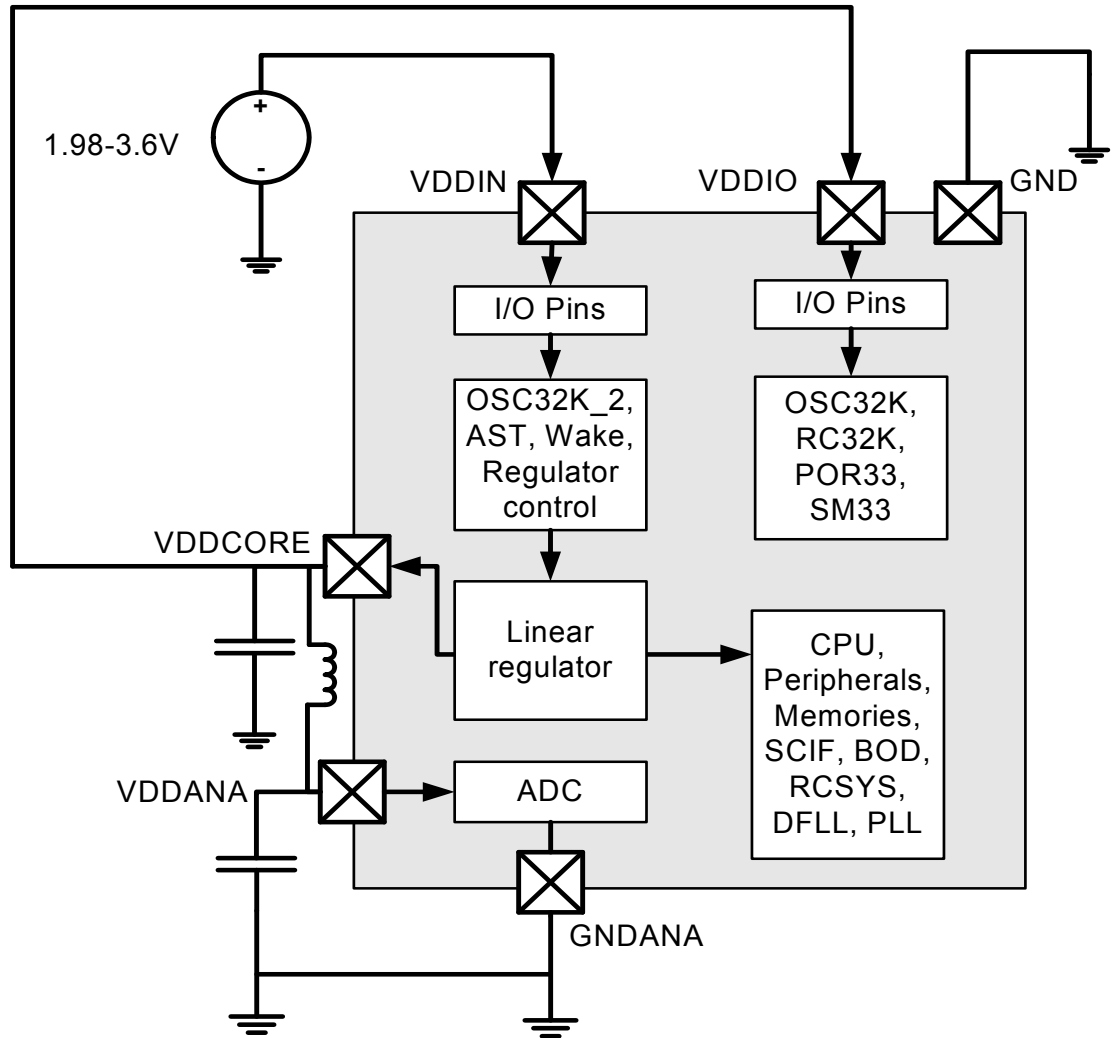 +
1.98-3.6V
-
VDDIN
VDDIO
GND
I/O Pins
I/O Pins
OSC32K_2,
AST, Wake,
Regulator
control
OSC32K,
RC32K,
POR33,
SM33
VDDCORE
Linear
regulator
CPU,
Peripherals,
Memories,
SCIF, BOD,
RCSYS,
DFLL, PLL
VDDANA
ADC
GNDANA